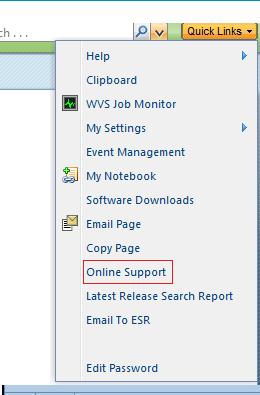 ch ... Quick Links
Help
Clipboard
WVS Job Monitor
My Settings
Event Management
My Notebook
Software Downloads
Email Page
Copy Page
Online Support
Latest Release Search Report
Email To ESR
Edit Password